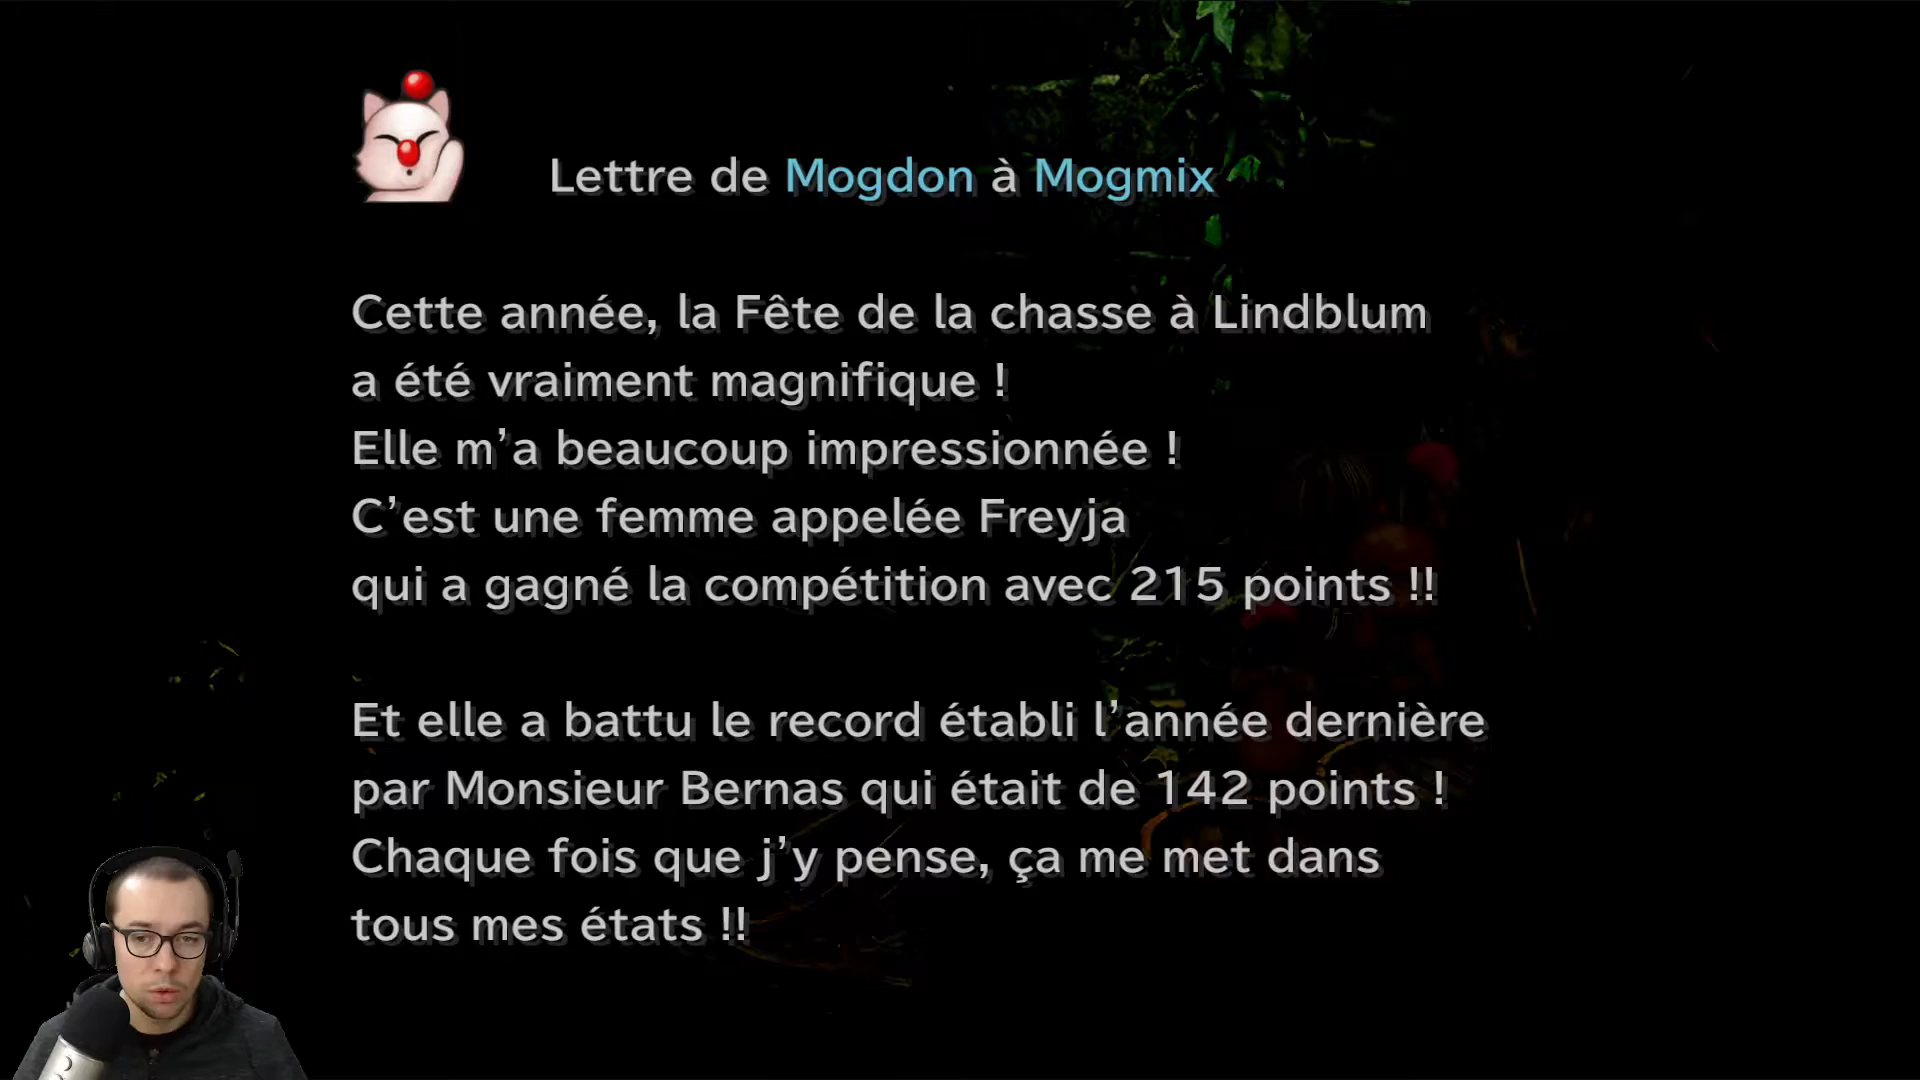 Lettre de Mogdon à Mogmix
Cette année, la Fête de la chasse à Lindblum
a été vraiment magnifique !
Elle m’a beaucoup impressionnée !
C’est une femme appelée Freyja
qui a gagné la compétition avec 215 points !!
Et elle a battu le record établi l’année dernière
par Monsieur Bernas qui était de 142 points !
Chaque fois que j’y pense, ça me met dans
tous mes états !!